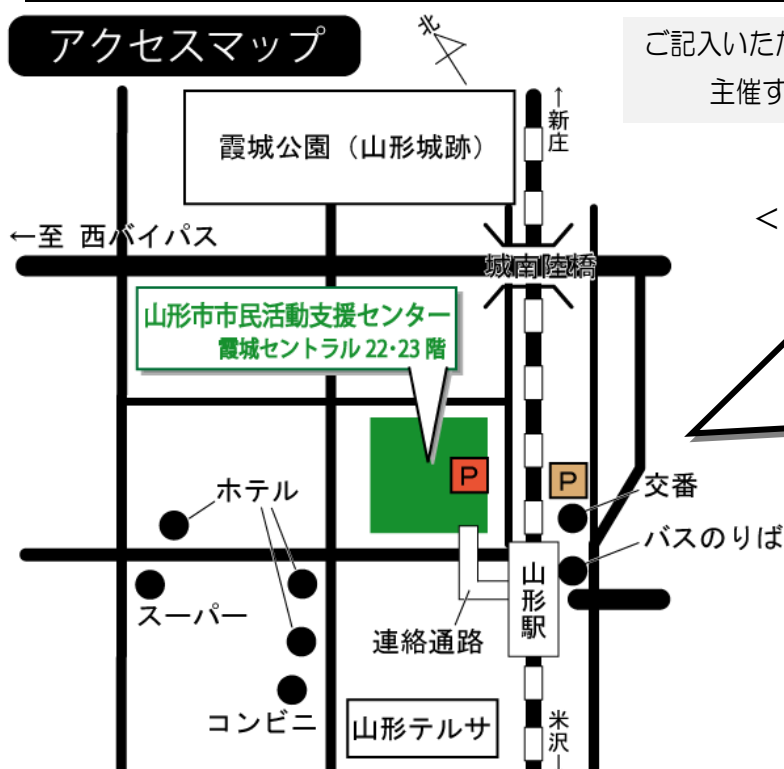 アクセスマップ
北
ご記入いただ
主催す
↑新庄
霞城公園（山形城跡）
<
←至 西バイパス
城南陸橋
山形市市民活動支援センター
霞城セントラル 22・23 階
P
P
ホテル
交番
バスのりば
山形駅
スーパー
連絡通路
コンビニ
山形テルサ
米沢